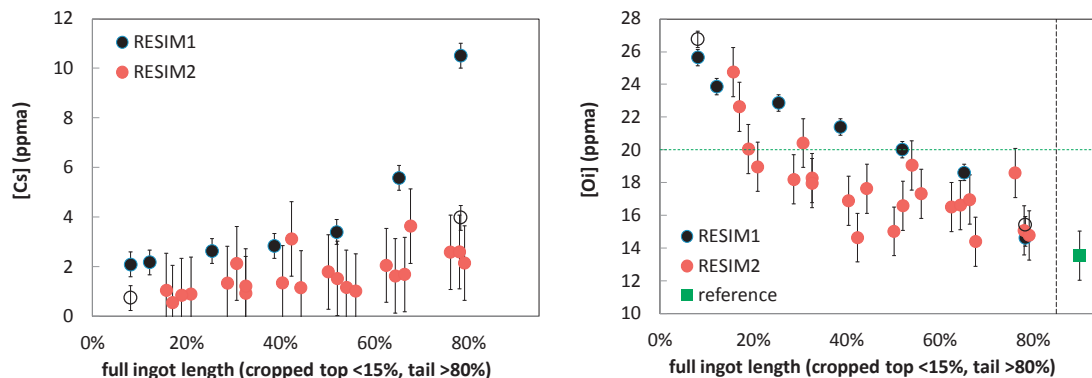 12
10
8
6
4
2
0
[Cs] (ppma)
RESIM1
RESIM2
0% 20% 40% 60% 80%
full ingot length (cropped top <15%, tail >80%)
28
26
24
22
20
18
16
14
12
10
[Oi] (ppma)
RESIM1
RESIM2
reference
0% 20% 40% 60% 80%
full ingot length (cropped top <15%, tail >80%)